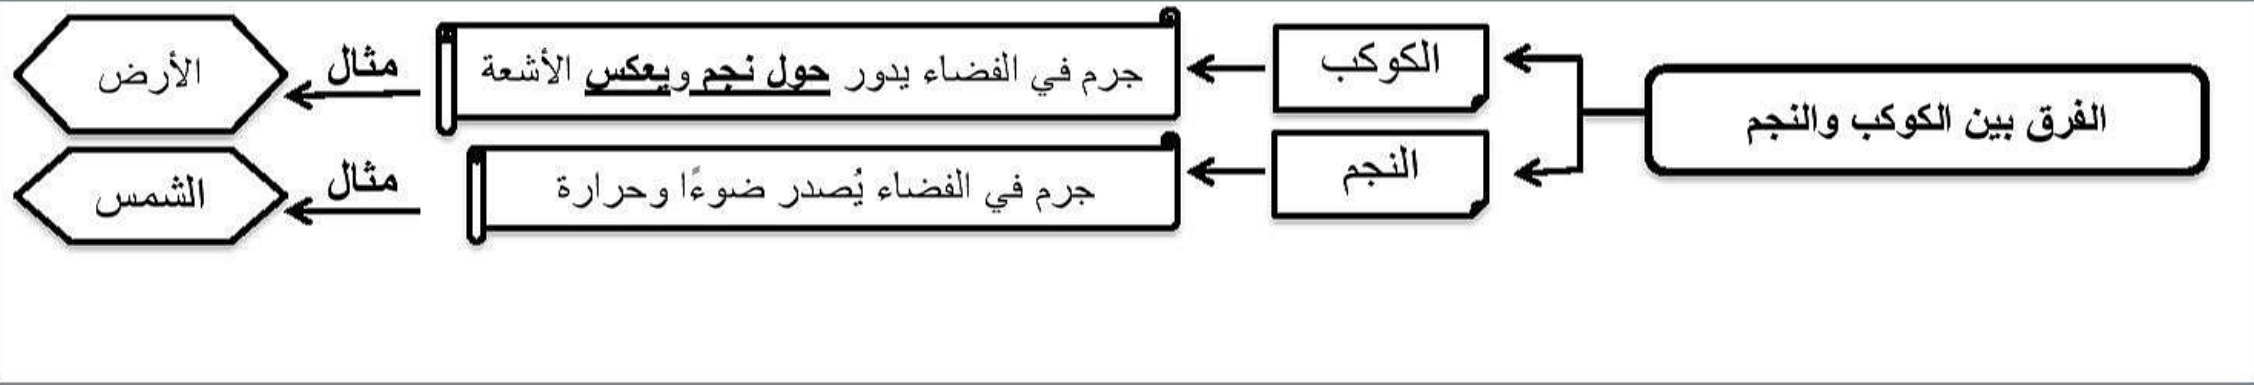 الفرق بين الكوكب والنجم
الكوكب
جرم في الفضاء يدور حول نجم ويعكس الأشعة
مثال
الأرض
النجم
جرم في الفضاء يُصدر ضوءًا وحرارة
مثال
الشمس